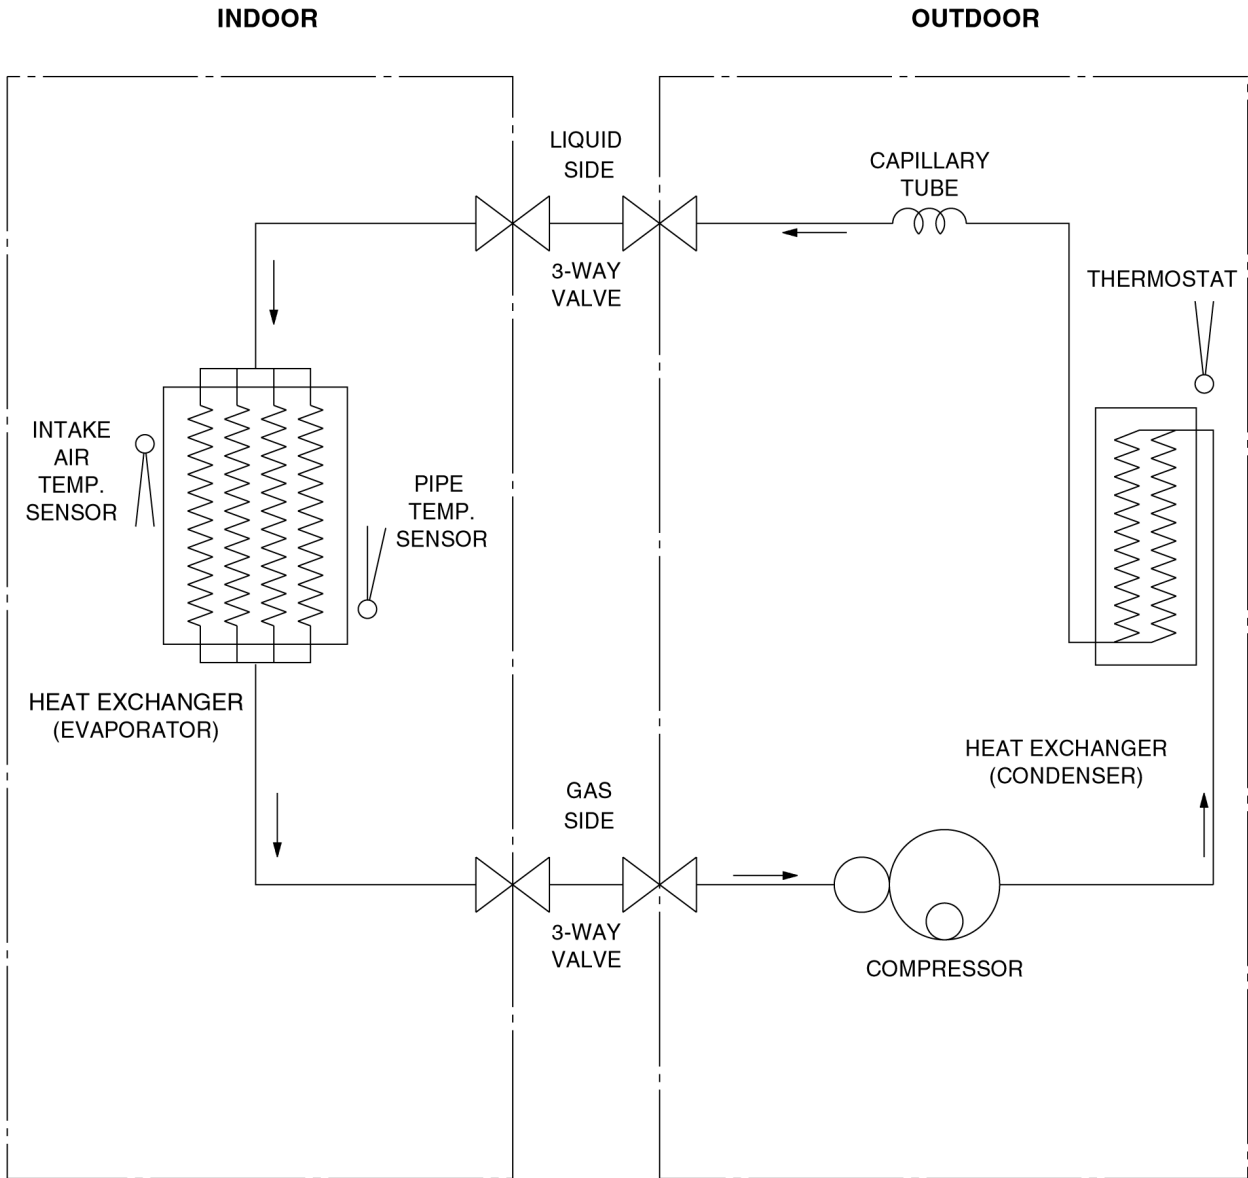 INDOOR
OUTDOOR
LIQUID
SIDE
3-WAY
VALVE
CAPILLARY
TUBE
THERMOSTAT
INTAKE
AIR
TEMP.
SENSOR
PIPE
TEMP.
SENSOR
HEAT EXCHANGER
(EVAPORATOR)
HEAT EXCHANGER
(CONDENSER)
GAS
SIDE
3-WAY
VALVE
COMPRESSOR